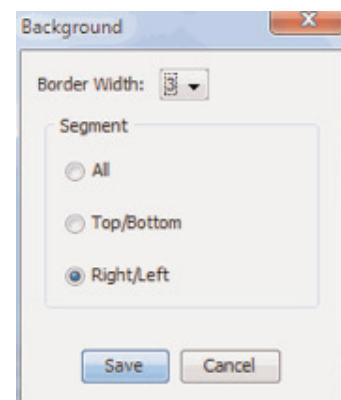 Background
Border Width: 3
Segment
All
Top/Bottom
Right/Left
Save Cancel